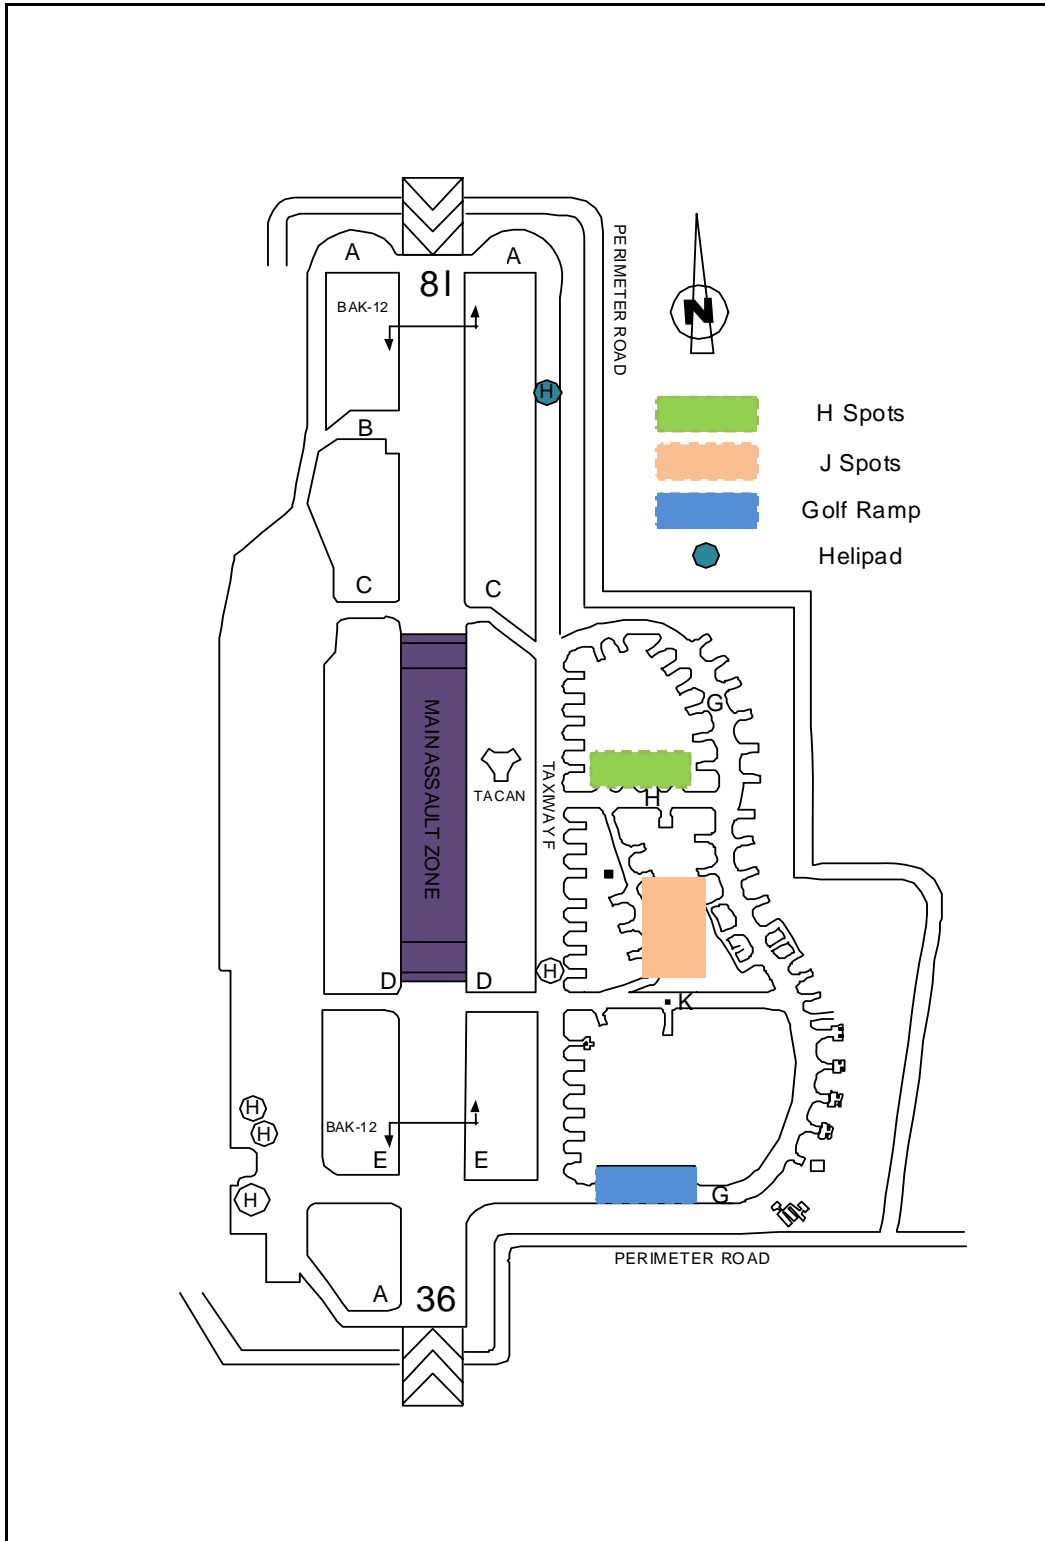 A
A
81
BAK-12
PERIMETER ROAD
N
H
H Spots
B
J Spots
Golf Ramp
Helipad
C
C
MAIN ASSAULT ZONE
TACAN
TAXIWAY F
G
H
D
D
H
K
H
H
BAK-12
E
E
H
G
PERIMETER ROAD
A
36